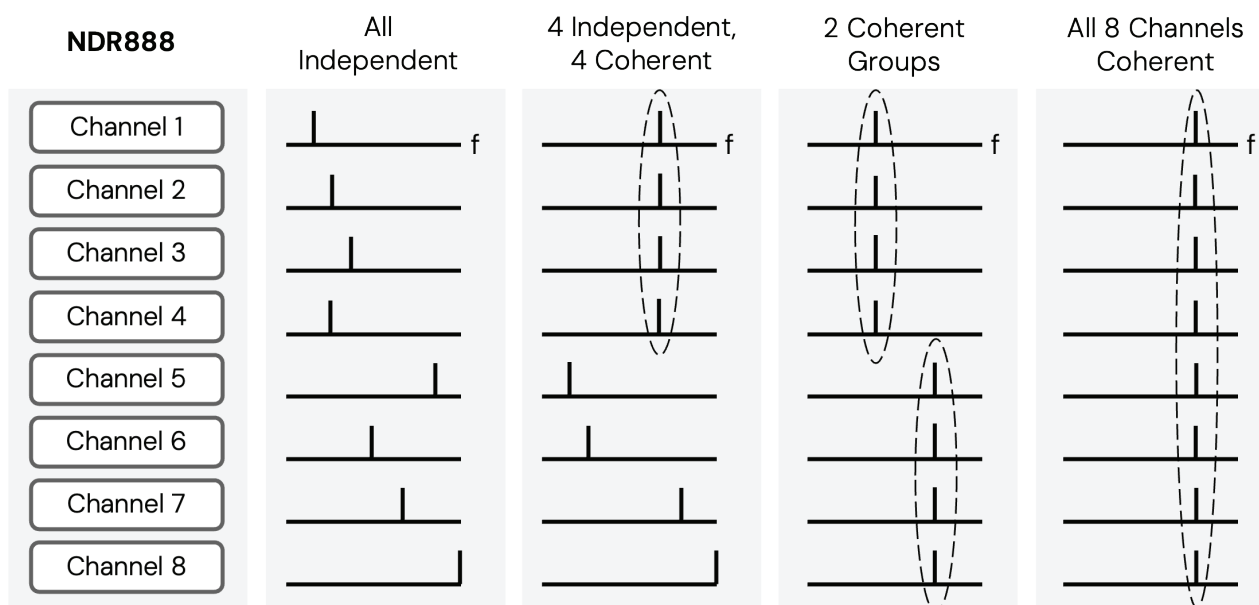 NDR888
All
Independent
4 Independent,
4 Coherent
2 Coherent
Groups
All 8 Channels
Coherent
Channel 1
f
f
f
f
Channel 2
Channel 3
Channel 4
Channel 5
Channel 6
Channel 7
Channel 8